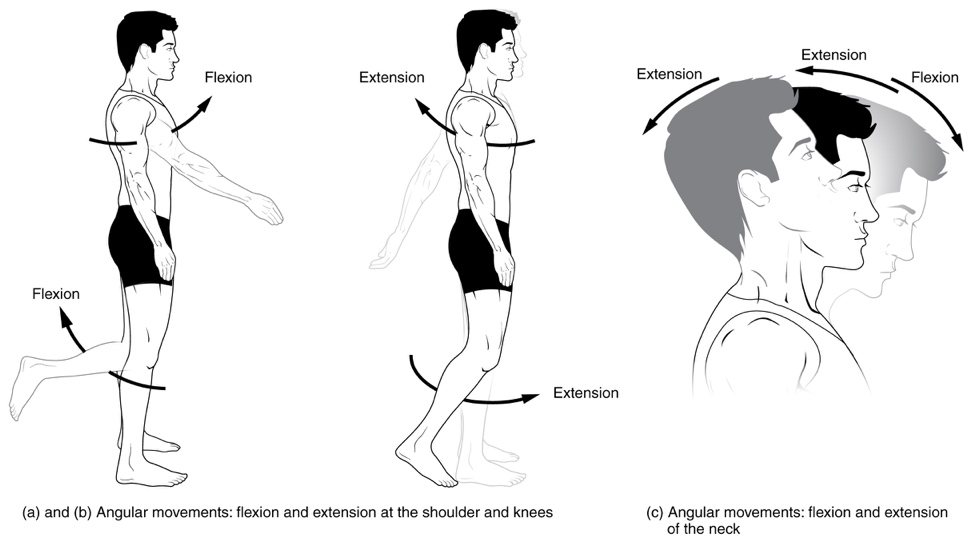 Flexion
Extension
Extension
Extension
Flexion
Flexion
Extension
(a) and (b) Angular movements: flexion and extension at the shoulder and knees
(c) Angular movements: flexion and extension
of the neck